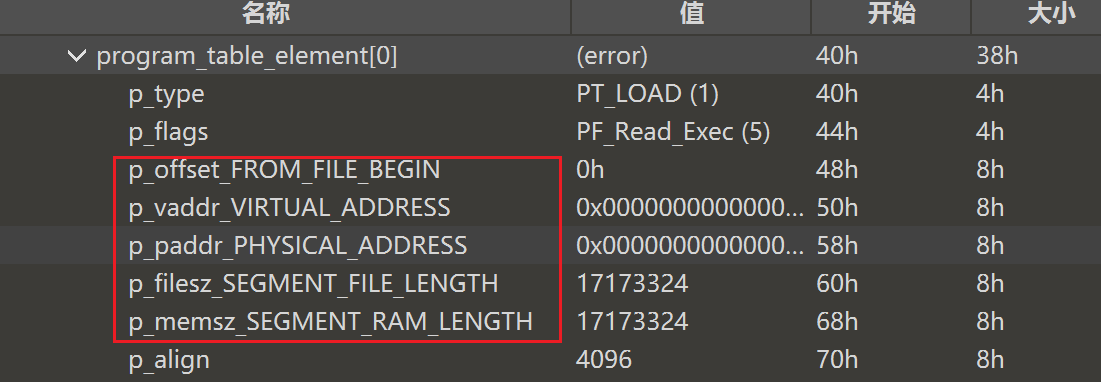 名称 值 开始 大小
program_table_element[0] (error) 40h 38h
p_type PT_LOAD (1) 40h 4h
p_flags PF_Read_Exec (5) 44h 4h
p_offset_FROM_FILE_BEGIN 0h 48h 8h
p_vaddr_VIRTUAL_ADDRESS 0x0000000000000... 50h 8h
p_paddr_PHYSICAL_ADDRESS 0x0000000000000... 58h 8h
p_filesz_SEGMENT_FILE_LENGTH 17173324 60h 8h
p_memsz_SEGMENT_RAM_LENGTH 17173324 68h 8h
p_align 4096 70h 8h